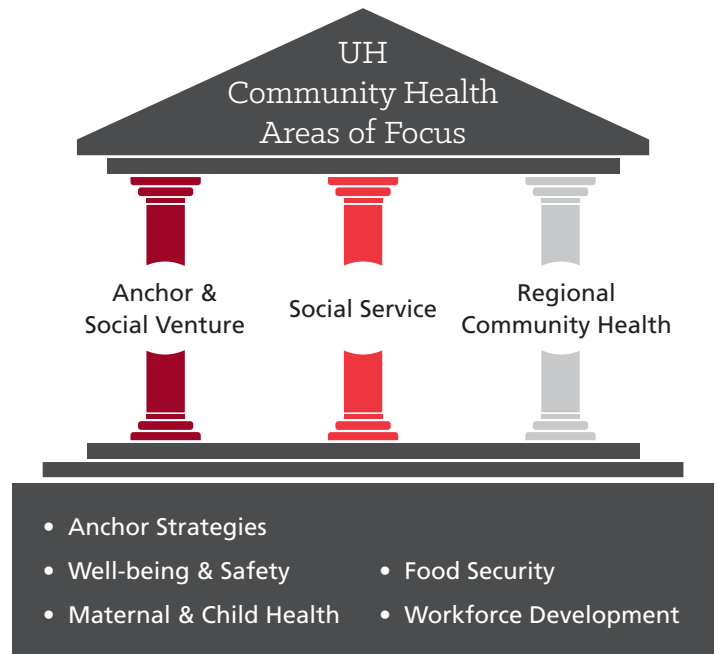 UH
Community Health
Areas of Focus
Anchor &
Social Venture
Social Service
Regional
Community Health
• Anchor Strategies
• Well-being & Safety
• Maternal & Child Health
• Food Security
• Workforce Development